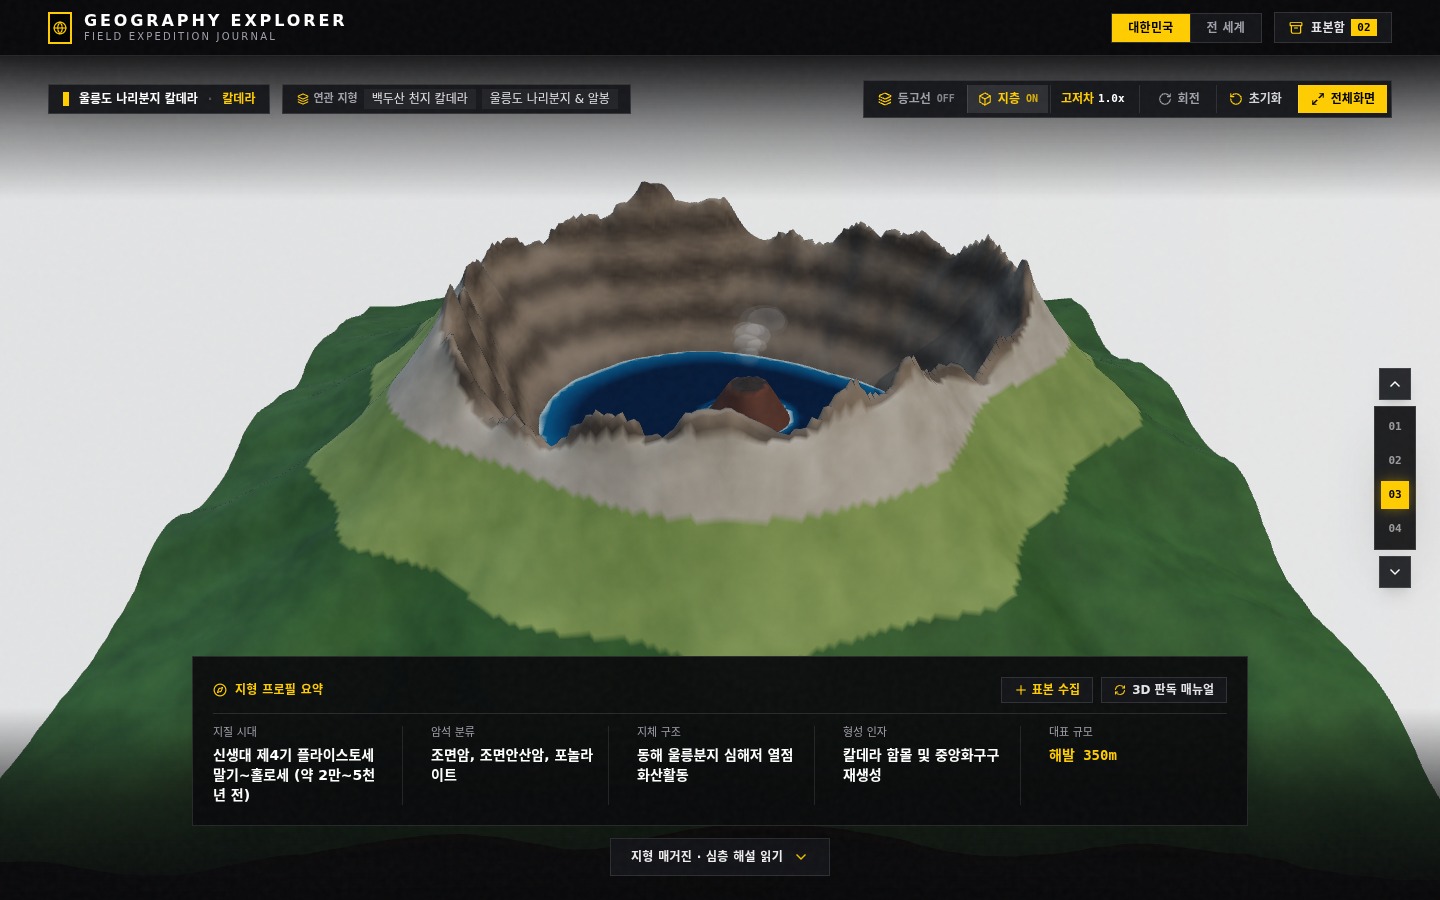 GEOGRAPHY EXPLORER
FIELD EXPEDITION JOURNAL
대한민국
전 세계
표본함 02
울릉도 나리분지 칼데라 · 칼데라
연관 지형
백두산 천지 칼데라
울릉도 나리분지 & 알봉
등고선 OFF
지층 ON
고저차 1.0x
회전
초기화
전체화면
01
02
03
04
지형 프로필 요약
표본 수집
3D 판독 매뉴얼
지질 시대
신생대 제4기 플라이스토세
말기~홀로세 (약 2만~5천
년 전)
암석 분류
조면암, 조면안산암, 포놀라
이트
지체 구조
동해 울릉분지 심해저 열점
화산활동
형성 인자
칼데라 함몰 및 중앙화구구
재생성
대표 규모
해발 350m
지형 매거진 · 심층 해설 읽기